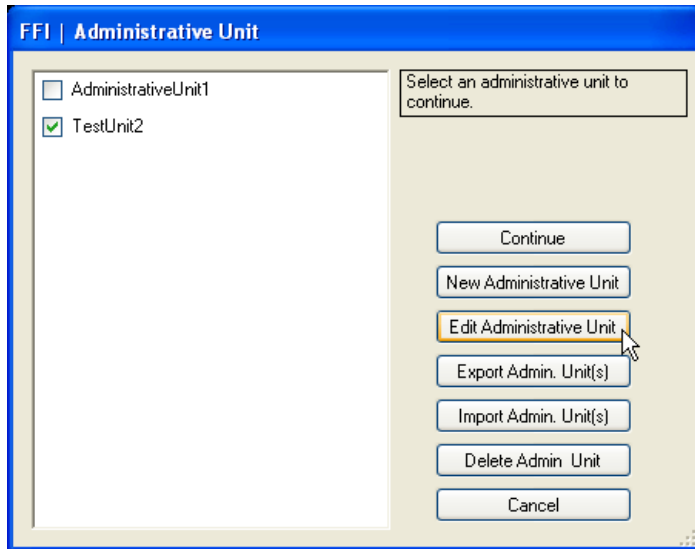 FFI | Administrative Unit
AdministrativeUnit1
TestUnit2
Select an administrative unit to
continue.
Continue
New Administrative Unit
Edit Administrative Unit
Export Admin. Unit(s)
Import Admin. Unit(s)
Delete Admin Unit
Cancel